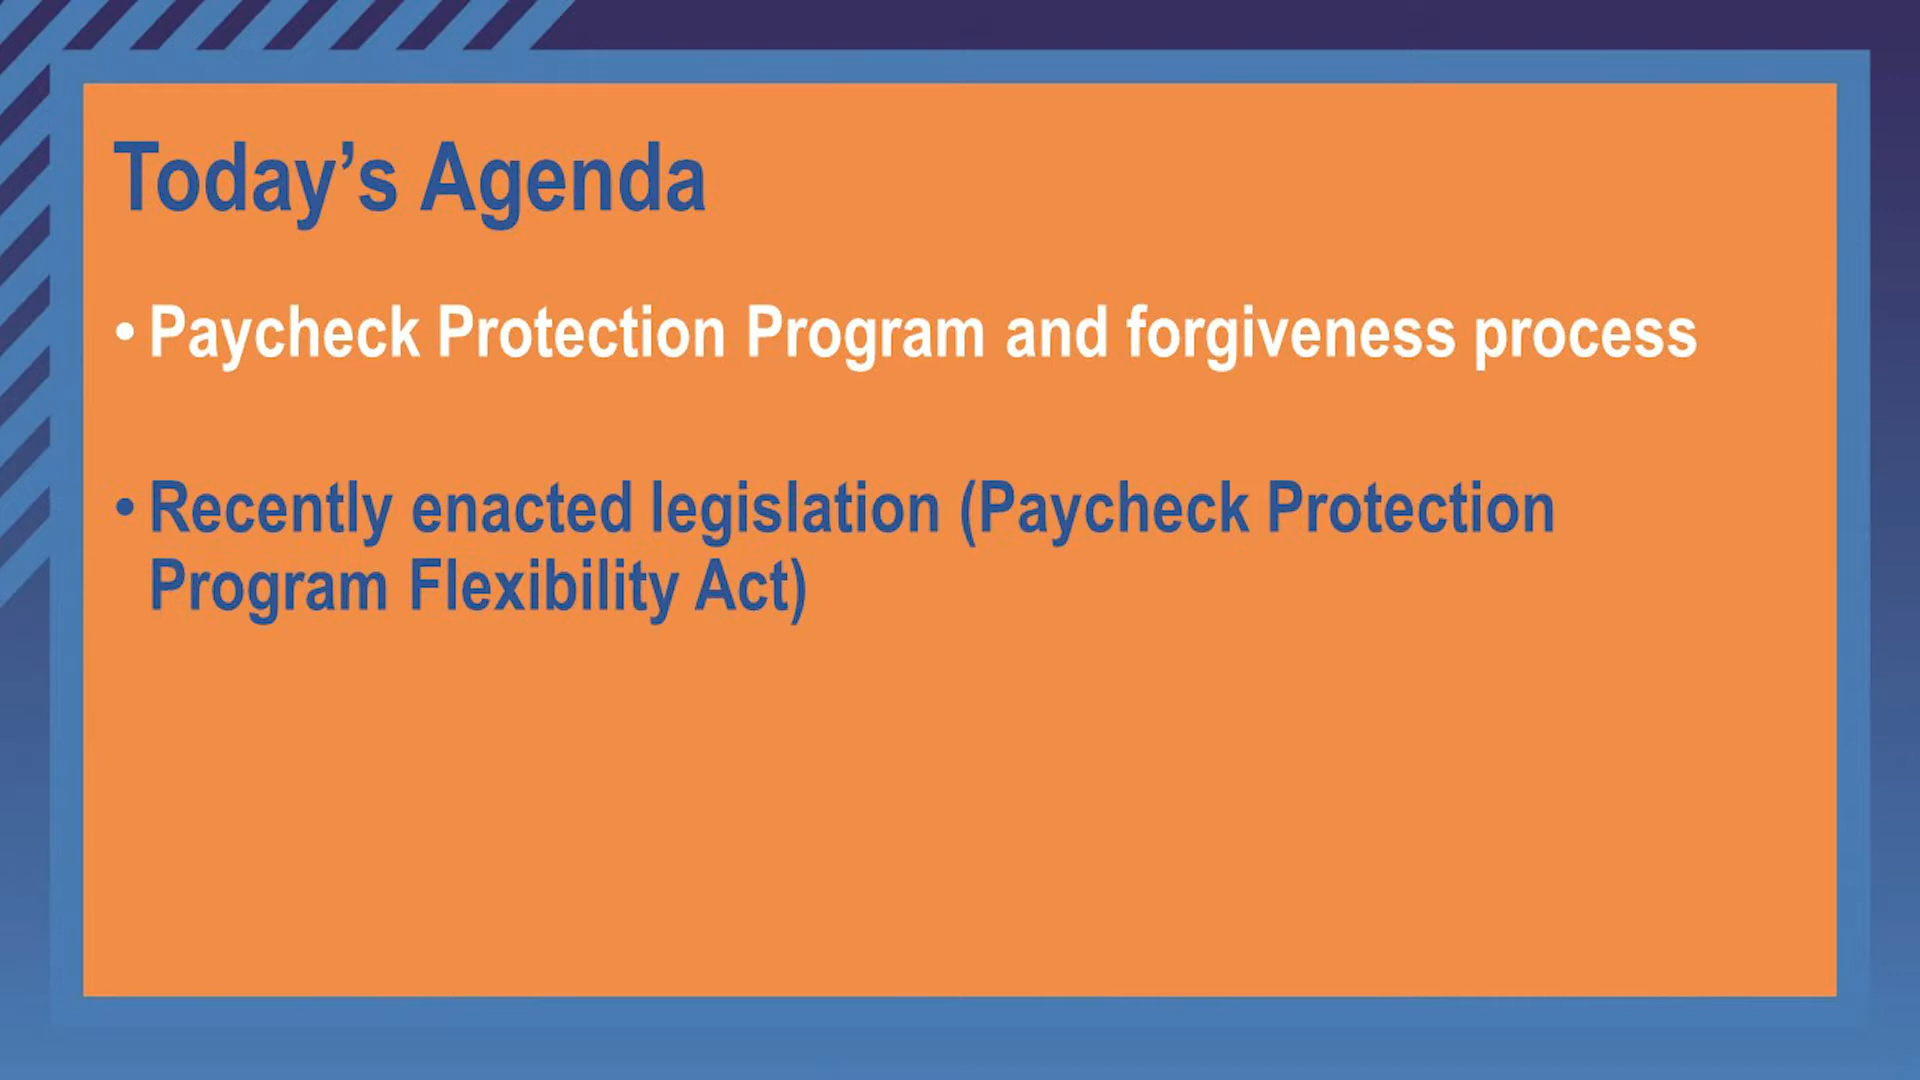 Today’s Agenda
• Paycheck Protection Program and forgiveness process
• Recently enacted legislation (Paycheck Protection
Program Flexibility Act)